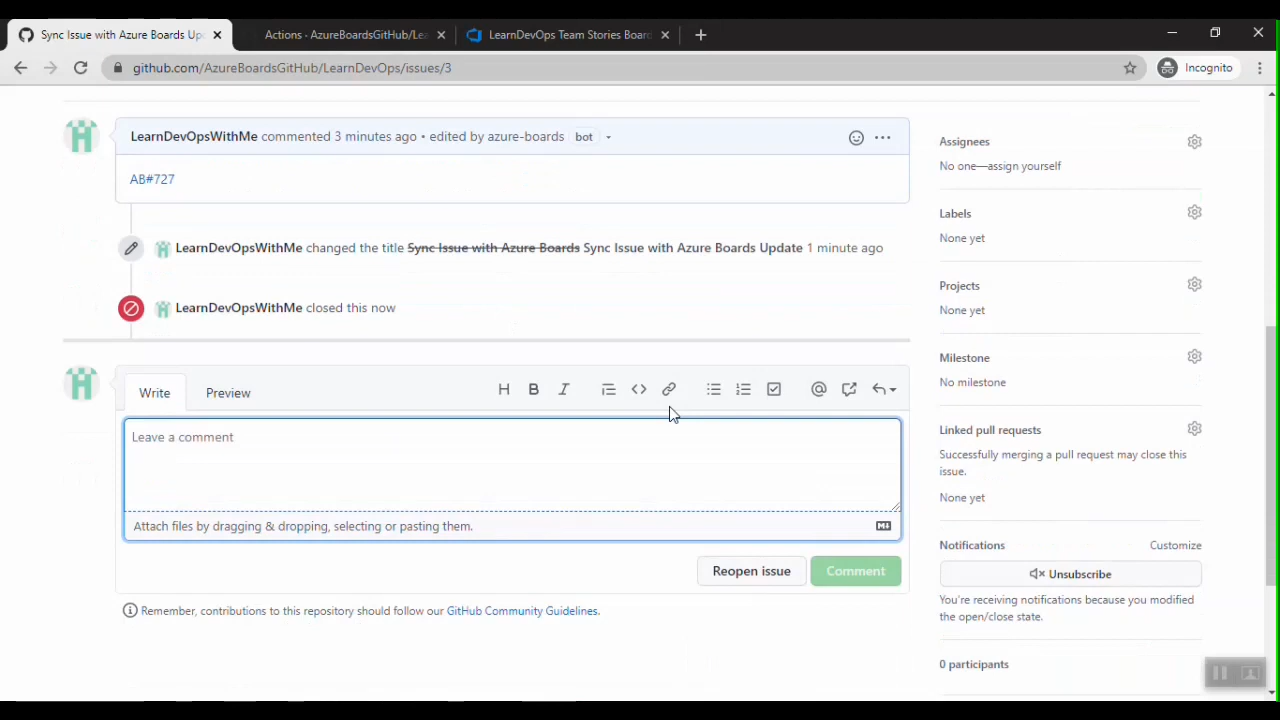 Sync Issue with Azure Boards Up
Actions · AzureBoardsGitHub/Lea
LearnDevOps Team Stories Board
github.com/AzureBoardsGitHub/LearnDevOps/issues/3
Incognito
LearnDevOpsWithMe commented 3 minutes ago • edited by azure-boards bot
AB#727
LearnDevOpsWithMe changed the title Sync Issue with Azure Boards Sync Issue with Azure Boards Update 1 minute ago
LearnDevOpsWithMe closed this now
Write
Preview
Leave a comment
Attach files by dragging & dropping, selecting or pasting them.
Reopen issue
Comment
Remember, contributions to this repository should follow our GitHub Community Guidelines.
Assignees
No one—assign yourself
Labels
None yet
Projects
None yet
Milestone
No milestone
Linked pull requests
Successfully merging a pull request may close this
issue.
None yet
Notifications
Customize
Unsubscribe
You're receiving notifications because you modified
the open/close state.
0 participants